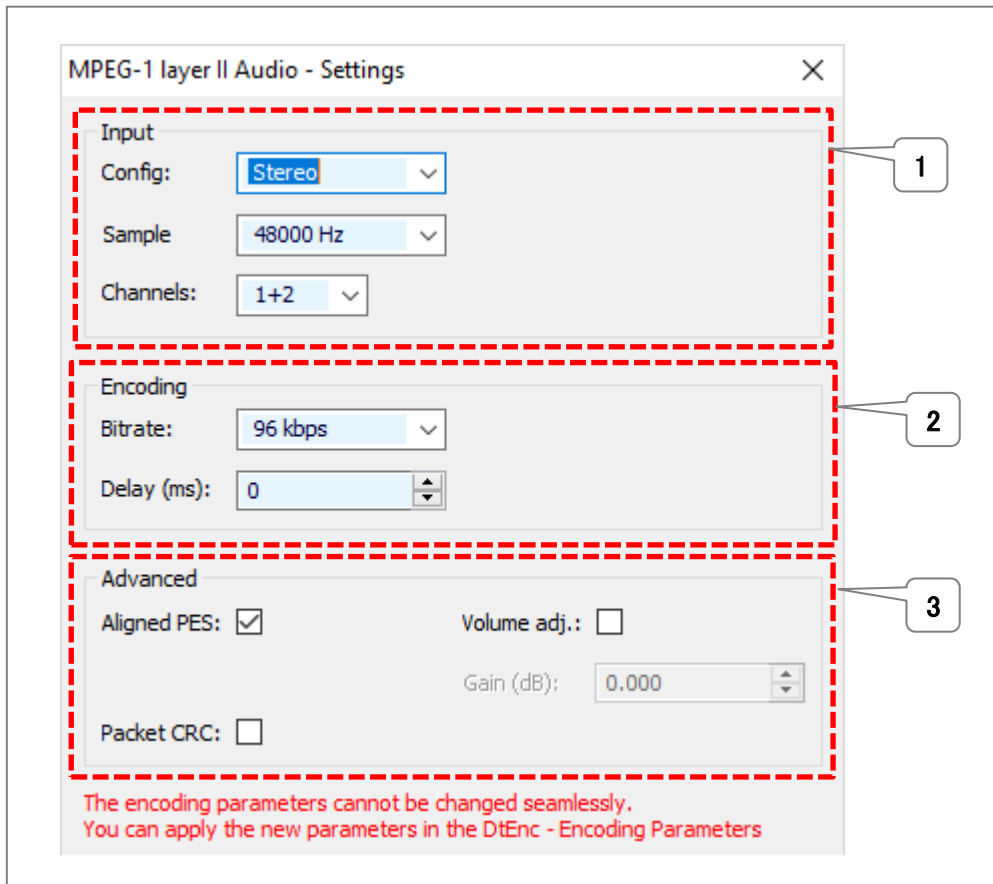 MPEG-1 layer II Audio - Settings
Input
Config: Stereo
1
Sample 48000 Hz
Channels: 1+2
Encoding
Bitrate: 96 kbps
2
Delay (ms): 0
Advanced
Aligned PES: Volume adj.:
3
Gain (dB): 0.000
Packet CRC:
The encoding parameters cannot be changed seamlessly.
You can apply the new parameters in the DtEnc - Encoding Parameters